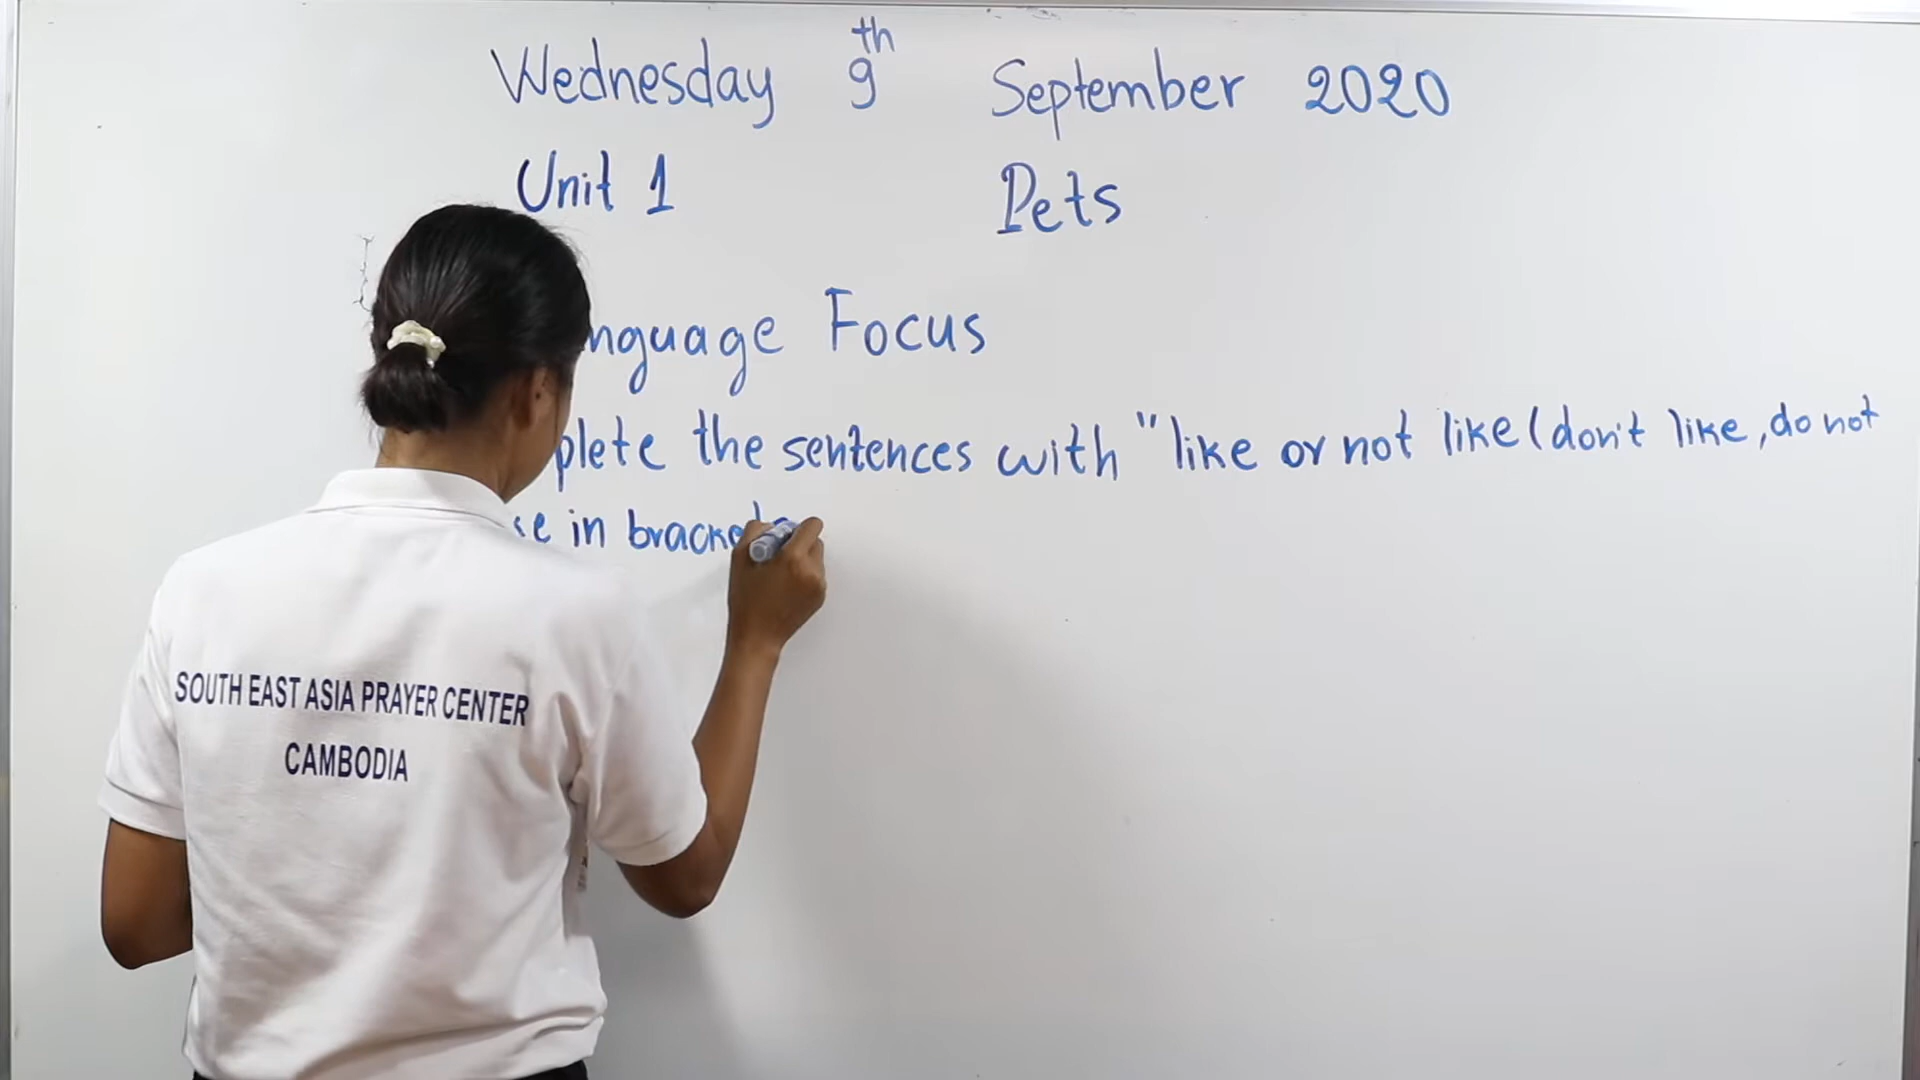 Wednesday 9th September 2020
Unit 1 Pets
nguage Focus
plete the sentences with "like or not like (don't like, do not
e in bracke
SOUTH EAST ASIA PRAYER CENTER
CAMBODIA